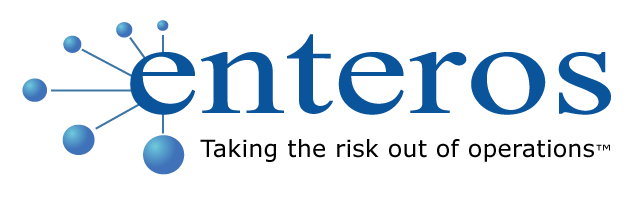 enteros
Taking the risk out of operations™